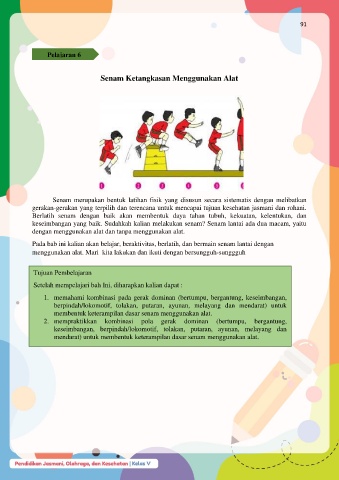 91
Pelajaran 6
Senam Ketangkasan Menggunakan Alat
1 2 3 4 5 6
Senam merupakan bentuk latihan fisik yang disusun secara sistematis dengan melibatkan
gerakan-gerakan yang terpilih dan terencana untuk mencapai tujuan kesehatan jasmani dan rohani.
Berlatih senam dengan baik akan membentuk daya tahan tubuh, kekuatan, kelentukan, dan
keseimbangan yang baik. Sudahkah kalian melakukan senam? Senam lantai ada dua macam, yaitu
dengan menggunakan alat dan tanpa menggunakan alat.
Pada bab ini kalian akan belajar, beraktivitas, berlatih, dan bermain senam lantai dengan
menggunakan alat. Mari kita lakukan dan ikuti dengan bersungguh-sungguh
Tujuan Pembelajaran
Setelah mempelajari bab Ini, diharapkan kalian dapat :
1. memahami kombinasi pada gerak dominan (bertumpu, bergantung, keseimbangan,
berpindah/lokomotif, tolakan, putaran, ayunan, melayang dan mendarat) untuk
membentuk keterampilan dasar senam menggunakan alat.
2. mempraktikkan kombinasi pola gerak dominan (bertumpu, bergantung,
keseimbangan, berpindah/lokomotif, tolakan, putaran, ayunan, melayang dan
mendarat) untuk membentuk keterampilan dasar senam menggunakan alat.
Pendidikan Jasmani, Olahraga, dan Kesehatan | Kelas V